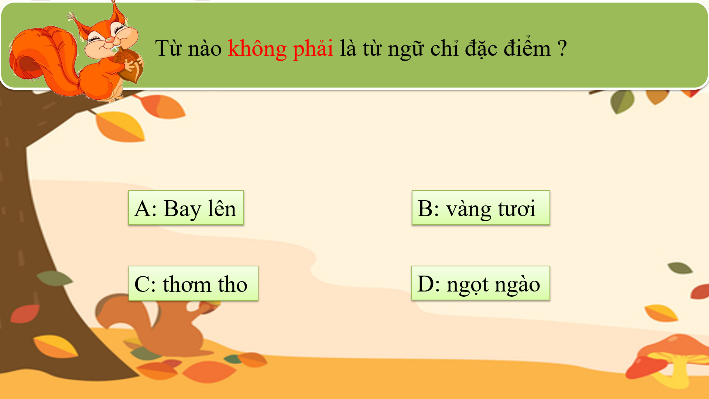 Từ nào không phải là từ ngữ chỉ đặc điểm ?
A: Bay lên
B: vàng tươi
C: thơm tho
D: ngọt ngào